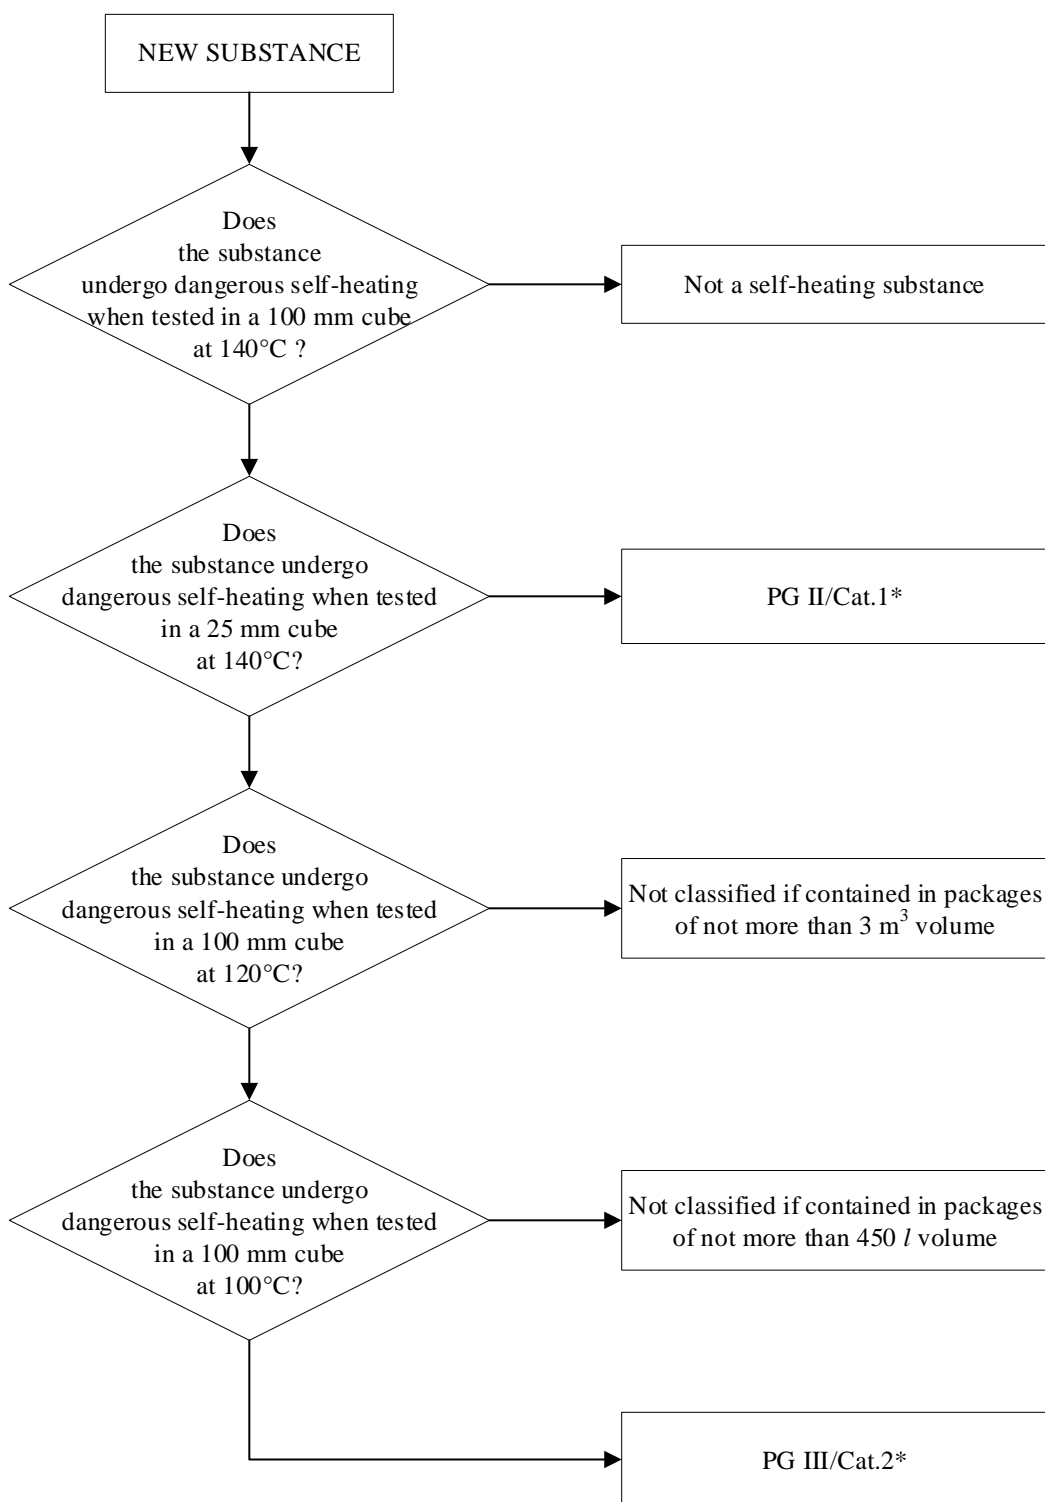 NEW SUBSTANCE
Does
the substance
undergo dangerous self-heating
when tested in a 100 mm cube
at 140°C ?
Not a self-heating substance
Does
the substance undergo
dangerous self-heating when tested
in a 25 mm cube
at 140°C?
PG II/Cat.1*
Does
the substance undergo
dangerous self-heating when tested
in a 100 mm cube
at 120°C?
Not classified if contained in packages
of not more than 3 m³ volume
Does
the substance undergo
dangerous self-heating when tested
in a 100 mm cube
at 100°C?
Not classified if contained in packages
of not more than 450 l volume
PG III/Cat.2*